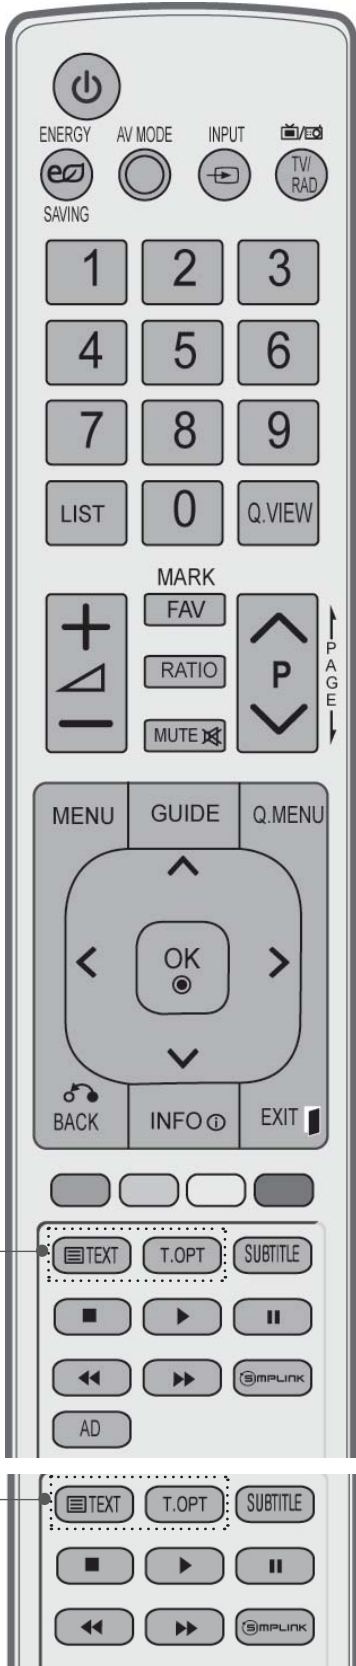 ENERGY AV MODE INPUT
TV/
RAD
SAVING
1 2 3
4 5 6
7 8 9
LIST 0 Q.VIEW
MARK
FAV
RATIO
MUTE
P
PAGE
MENU GUIDE Q.MENU
OK
BACK INFO EXIT
TEXT T.OPT SUBTITLE
SIMPLINK
AD
TEXT T.OPT SUBTITLE
SIMPLINK